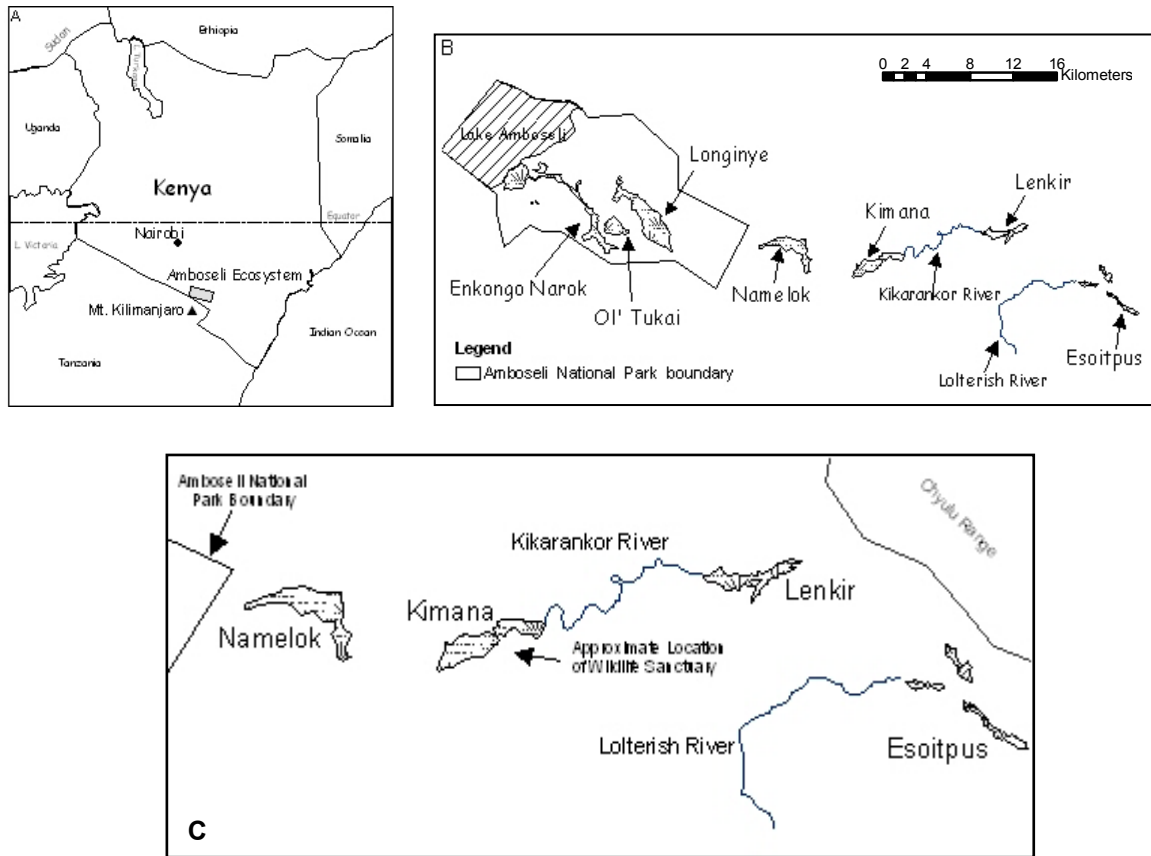 A
Sudan
Ethiopia
L. Turkana
Uganda
Somalia
Kenya
Equator
L. Victoria
Nairobi
Amboseli Ecosystem
Mt. Kilimanjaro
Indian Ocean
Tanzania
B
0 2 4 8 12 16
Kilometers
Lake Amboseli
Longinye
Lenkir
Kimana
Enkongo Narok
Namelok
Kikarankor River
Ol' Tukai
Legend
Amboseli National Park boundary
Esoitpus
Lolterish River
Amboseli National
Park Boundary
Chyulu Range
Kikarankor River
Lenkir
Kimana
Namelok
Approximate Location
of Wildlife Sanctuary
Lolterish River
Esoitpus
C